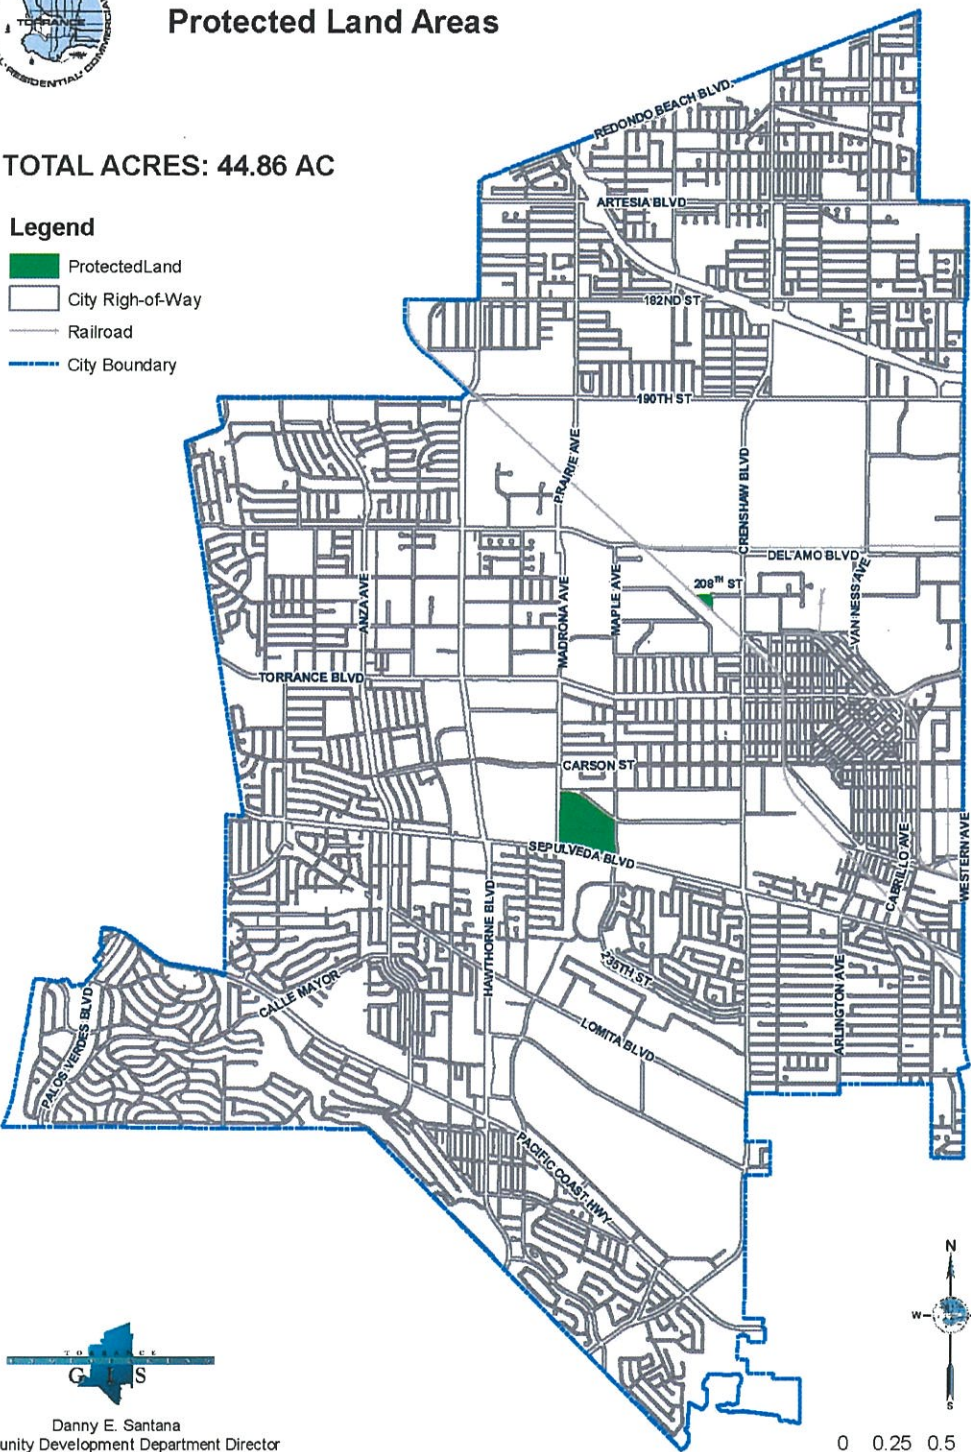 TORRANCE
RESIDENTIAL
Protected Land Areas
TOTAL ACRES: 44.86 AC
Legend
ProtectedLand
City Righ-of-Way
Railroad
City Boundary
REDONDO BEACH BLVD.
ARTESIA BLVD
182ND ST
190TH ST
PRAIRIE AVE
CRENSHAW BLVD
DEL AMO BLVD
208TH ST
VAN NESS AVE
ANZA AVE
MADRONA AVE
MAPLE AVE
TORRANCE BLVD
CARSON ST
SEPULVEDA BLVD
CABRILLO AVE
WESTERN AVE
HAWTHORNE BLVD
235TH ST
ARLINGTON AVE
CALLE MAYOR
PALOS VERDES BLVD
LOMITA BLVD
PACIFIC COAST HWY
N
W
S
TORRANCE
GIS
Danny E. Santana
unity Development Department Director
0 0.25 0.5